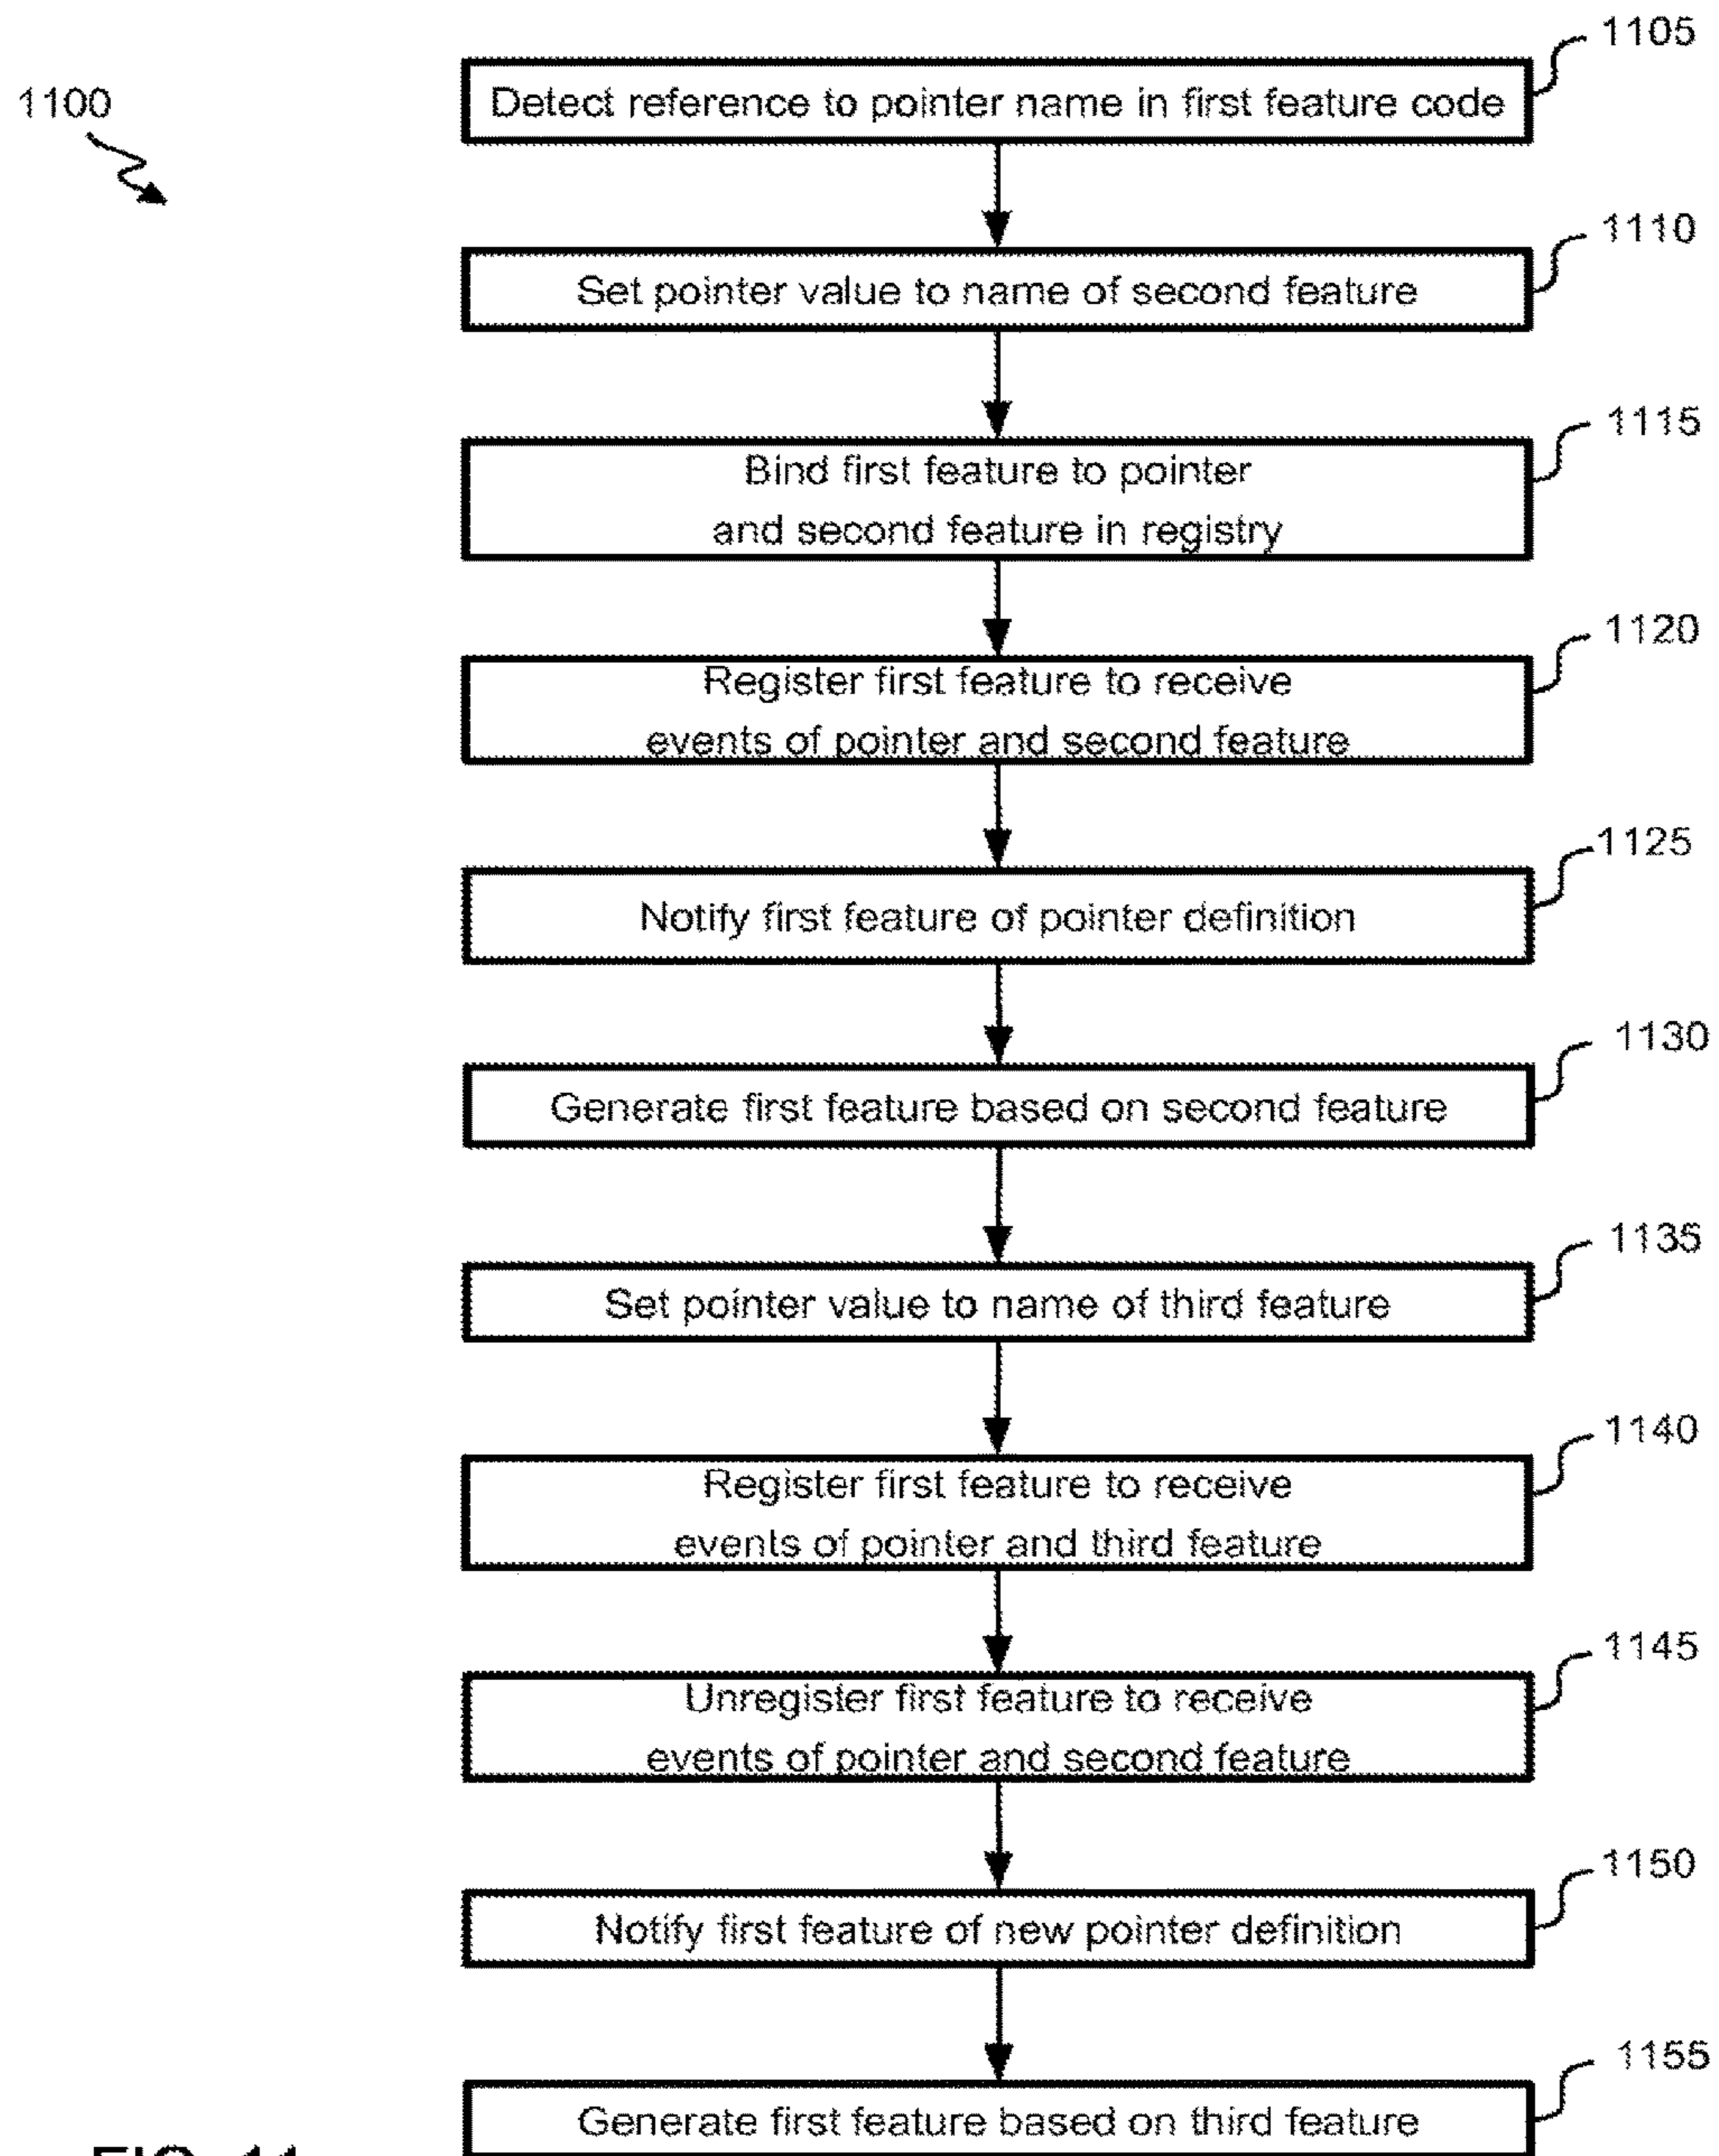 1105
1100
Detect reference to pointer name in first feature code
1110
Set pointer value to name of second feature
1115
Bind first feature to pointer
and second feature in registry
1120
Register first feature to receive
events of pointer and second feature
1125
Notify first feature of pointer definition
1130
Generate first feature based on second feature
1135
Set pointer value to name of third feature
1140
Register first feature to receive
events of pointer and third feature
1145
Unregister first feature to receive
events of pointer and second feature
1150
Notify first feature of new pointer definition
1155
Generate first feature based on third feature
FIG. 11